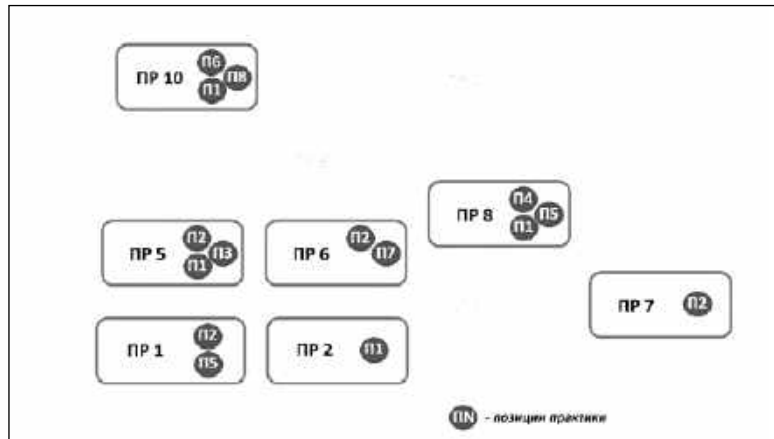 ПР 10 П6 П8 П1
ПР 8 П4 П5 П1
ПР 5 П2 П3 П1
ПР 6 П2 П7
ПР 7 П2
ПР 1 П2 П5
ПР 2 П1
ПN - позиции практики